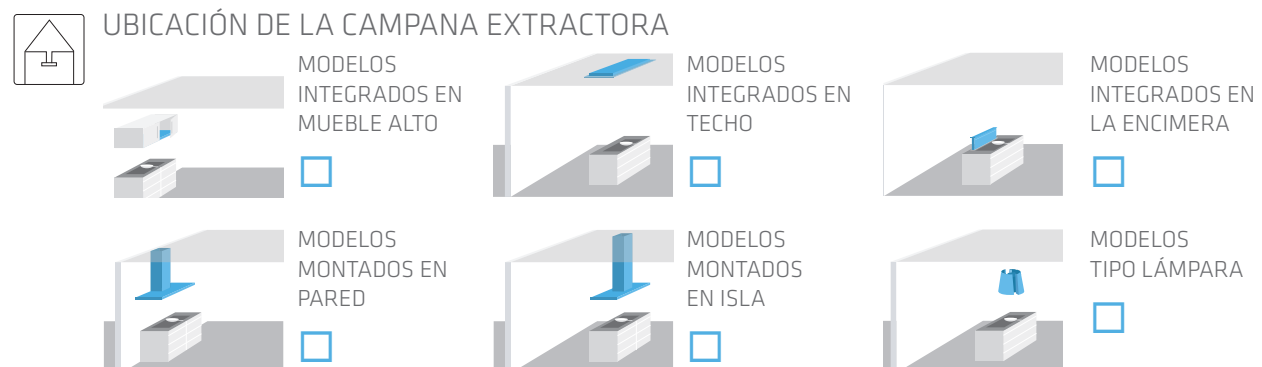 UBICACIÓN DE LA CAMPANA EXTRACTORA
MODELOS
INTEGRADOS EN
MUEBLE ALTO
MODELOS
INTEGRADOS EN
TECHO
MODELOS
INTEGRADOS EN
LA ENCIMERA
MODELOS
MONTADOS EN
PARED
MODELOS
MONTADOS
EN ISLA
MODELOS
TIPO LÁMPARA